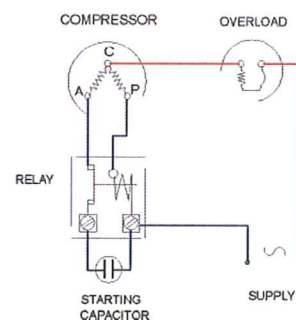 COMPRESSOR
OVERLOAD
C
A
P
RELAY
STARTING
CAPACITOR
SUPPLY